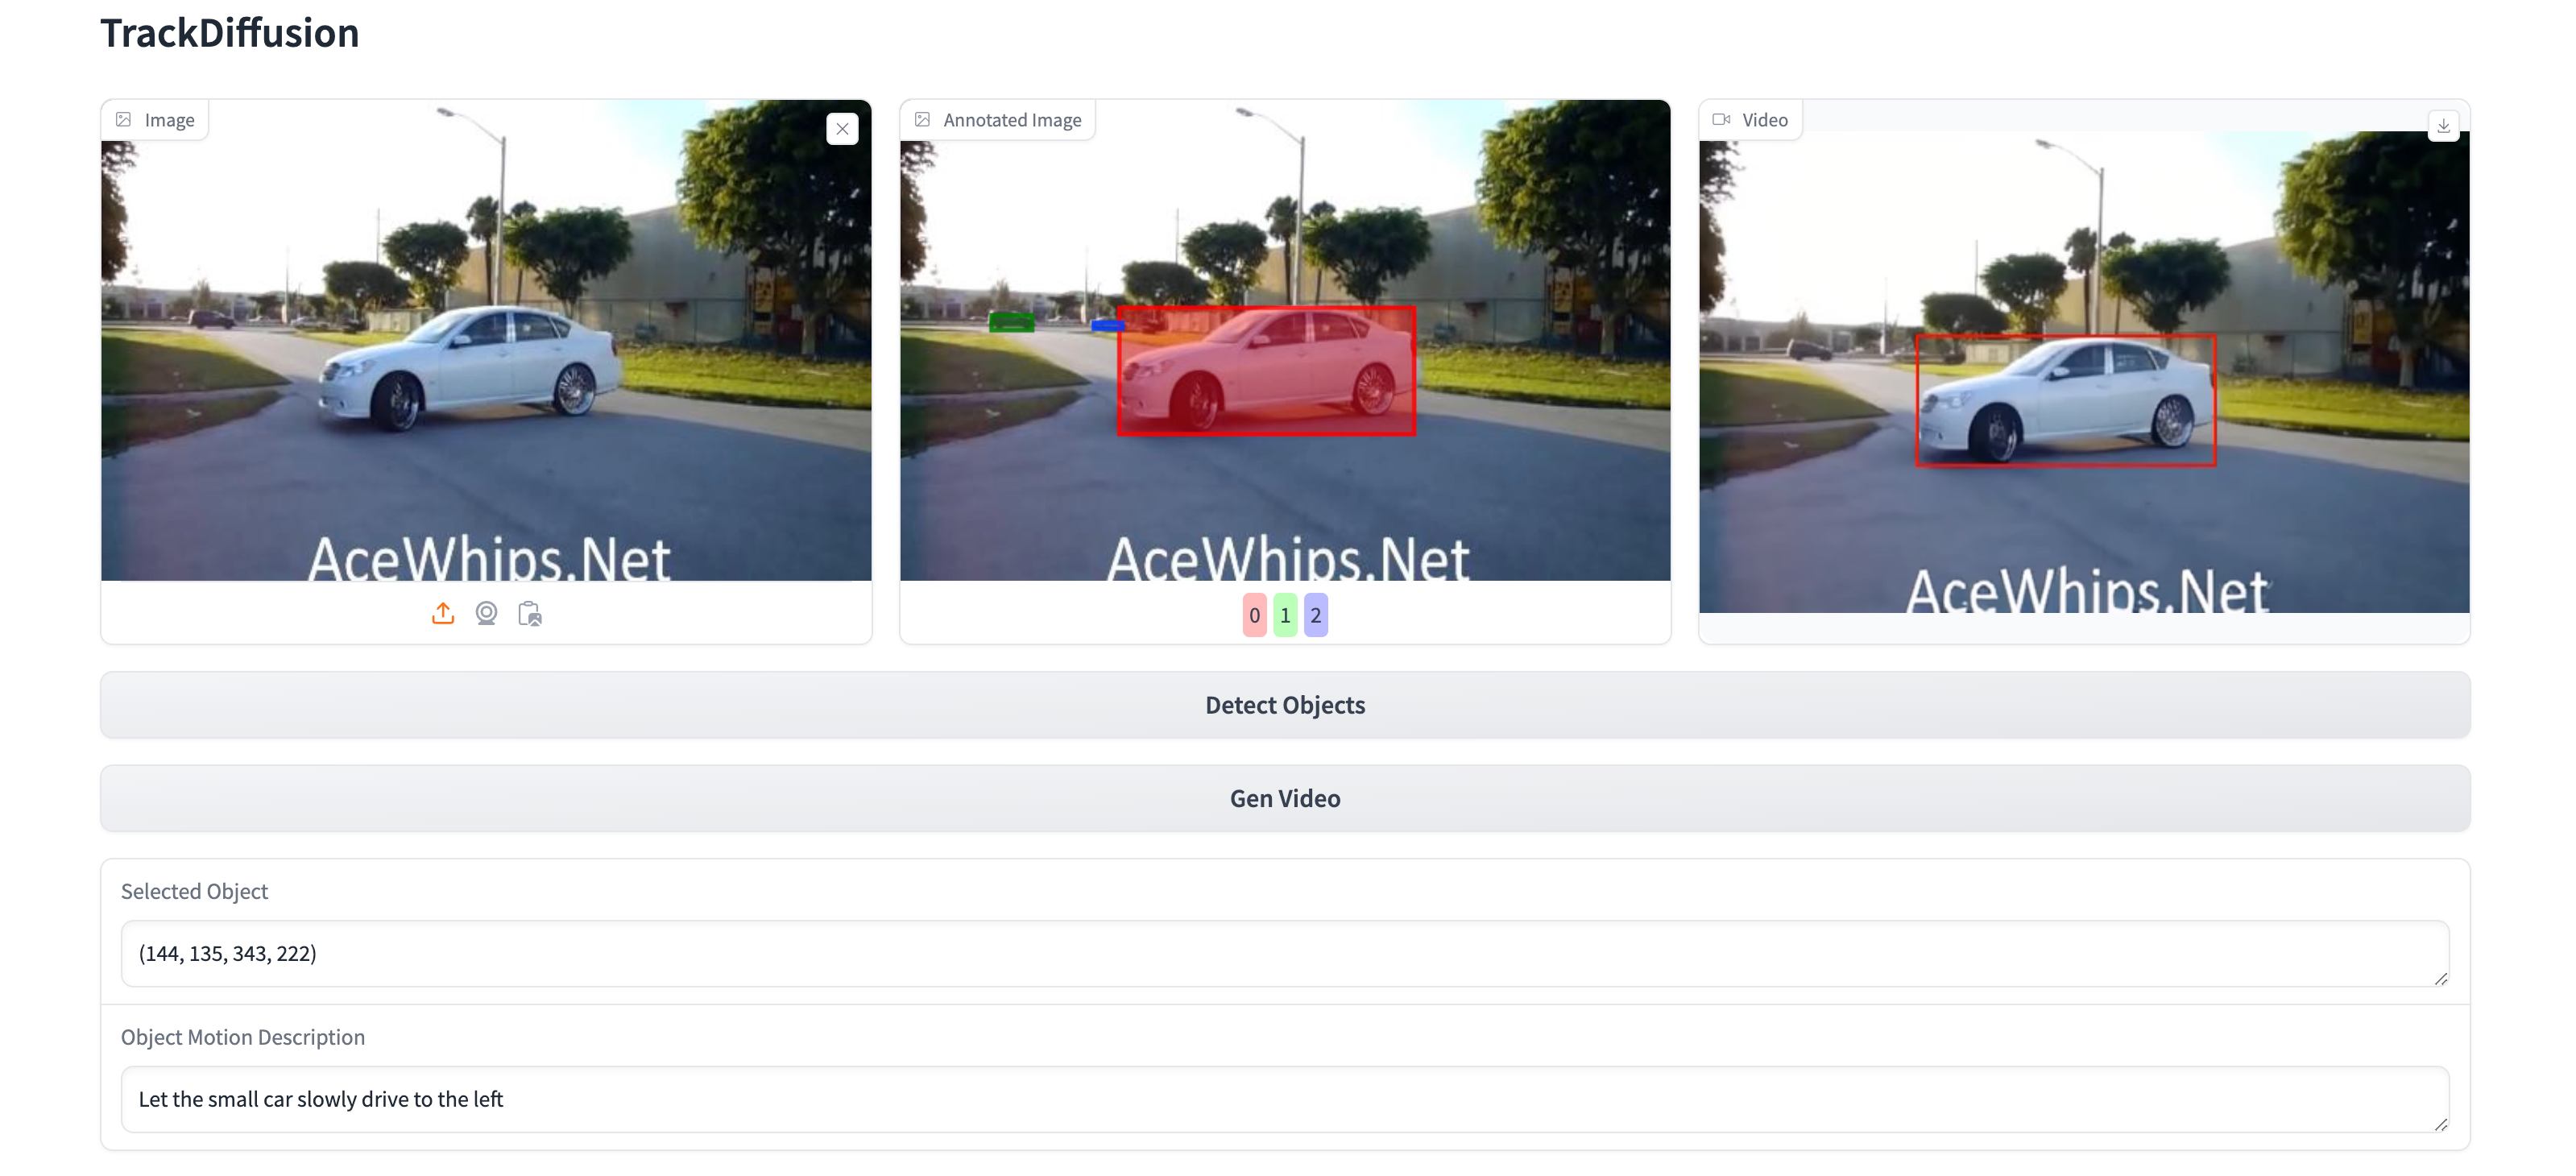 TrackDiffusion
Image
Annotated Image
Video
AceWhips.Net
AceWhips.Net
AceWhips.Net
0 1 2
Detect Objects
Gen Video
Selected Object
(144, 135, 343, 222)
Object Motion Description
Let the small car slowly drive to the left